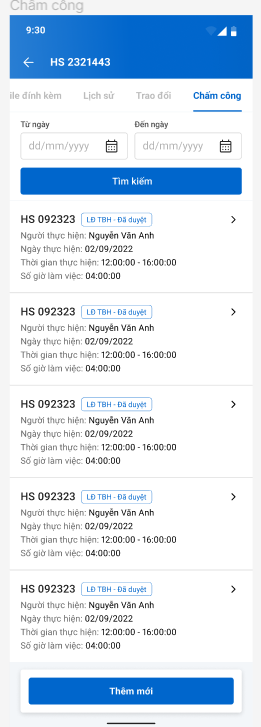 Chấm công
9:30
HS 2321443
ile đính kèm Lịch sử Trao đổi Chấm công
Từ ngày Đến ngày
dd/mm/yyyy dd/mm/yyyy
Tìm kiếm
HS 092323 LĐ TBH - Đã duyệt
Người thực hiện: Nguyễn Văn Anh
Ngày thực hiện: 02/09/2022
Thời gian thực hiện: 12:00:00 - 16:00:00
Số giờ làm việc: 04:00:00
HS 092323 LĐ TBH - Đã duyệt
Người thực hiện: Nguyễn Văn Anh
Ngày thực hiện: 02/09/2022
Thời gian thực hiện: 12:00:00 - 16:00:00
Số giờ làm việc: 04:00:00
HS 092323 LĐ TBH - Đã duyệt
Người thực hiện: Nguyễn Văn Anh
Ngày thực hiện: 02/09/2022
Thời gian thực hiện: 12:00:00 - 16:00:00
Số giờ làm việc: 04:00:00
HS 092323 LĐ TBH - Đã duyệt
Người thực hiện: Nguyễn Văn Anh
Ngày thực hiện: 02/09/2022
Thời gian thực hiện: 12:00:00 - 16:00:00
Số giờ làm việc: 04:00:00
HS 092323 LĐ TBH - Đã duyệt
Người thực hiện: Nguyễn Văn Anh
Ngày thực hiện: 02/09/2022
Thời gian thực hiện: 12:00:00 - 16:00:00
Số giờ làm việc: 04:00:00
Thêm mới